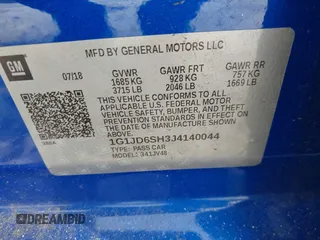 GM
MFD BY GENERAL MOTORS LLC
07/18 GVWR GAWR FRT GAWR RR
1685 KG 928 KG 757 KG
3715 LB 2046 LB 1669 LB
THIS VEHICLE CONFORMS TO ALL
APPLICABLE U.S. FEDERAL MOTOR
VEHICLE SAFETY, BUMPER, AND THEFT
PREVENTION STANDARDS IN EFFECT ON
THE DATE OF MANUFACTURE SHOWN ABOVE.
1G1JD6SH3J4140044
TYPE: PASS CAR
MODEL: 341JV48
DREAMBID